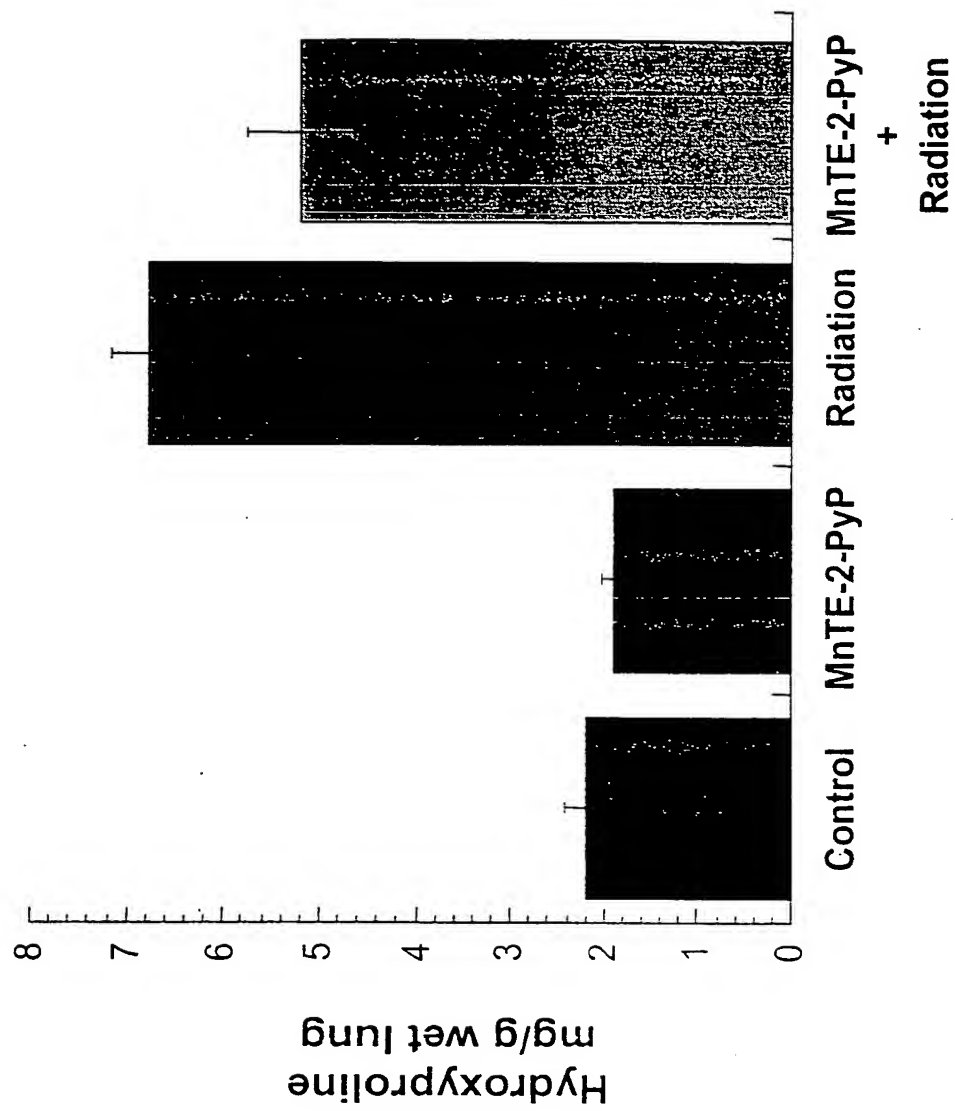 Hydroxyproline
mg/g wet lung
8
7
6
5
4
3
2
1
0
Control
MnTE-2-PyP
Radiation
MnTE-2-PyP
+
Radiation